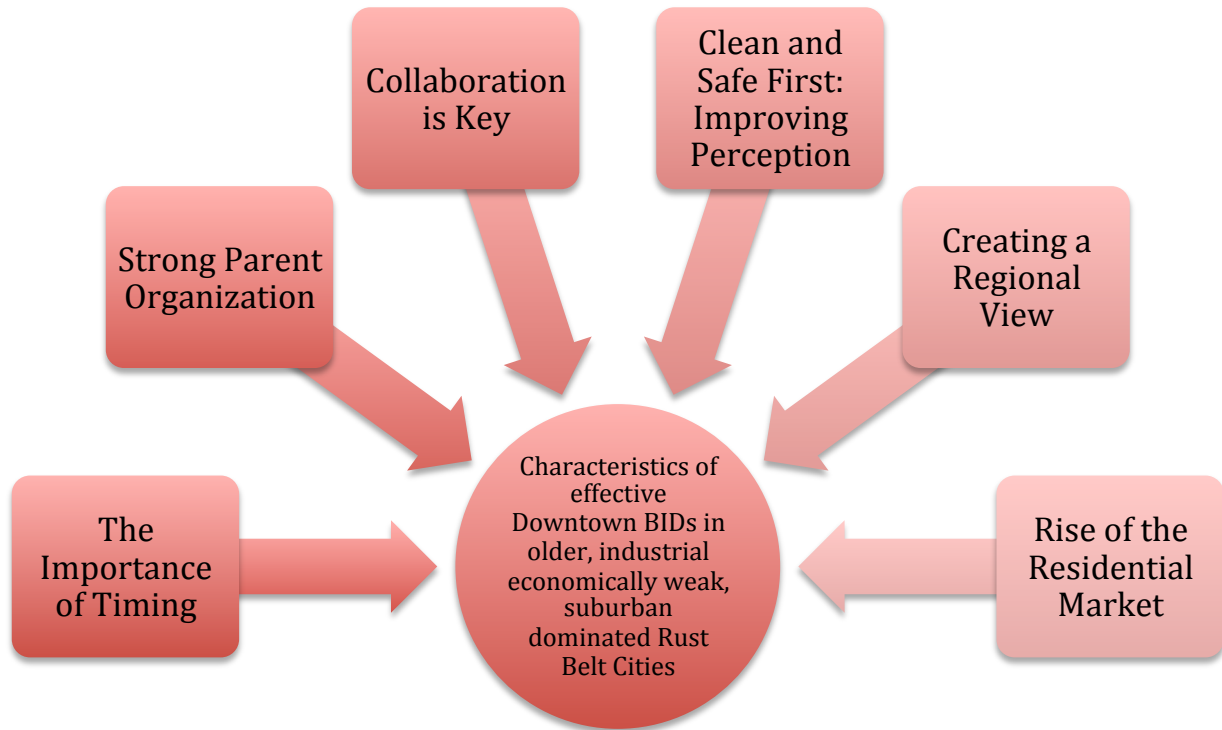 The
Importance
of Timing
Strong Parent
Organization
Collaboration
is Key
Clean and
Safe First:
Improving
Perception
Creating a
Regional
View
Rise of the
Residential
Market
Characteristics of
effective
Downtown BIDs in
older, industrial
economically weak,
suburban
dominated Rust
Belt Cities